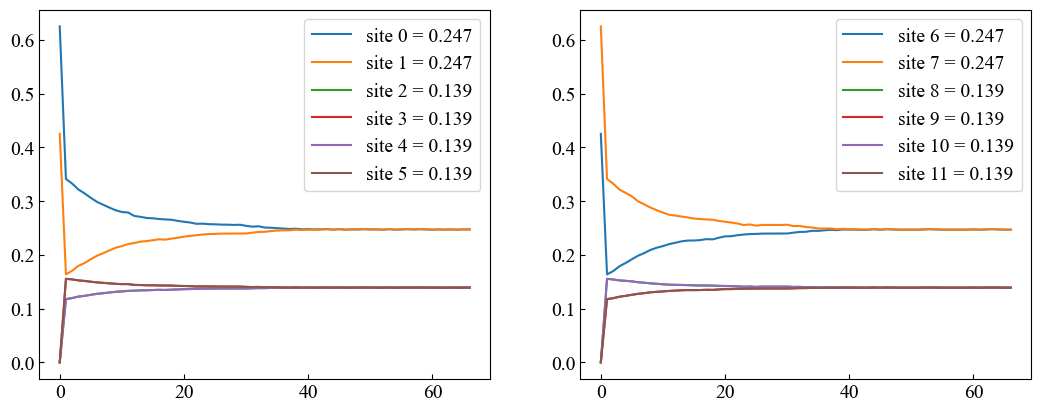 0.6
0.5
0.4
0.3
0.2
0.1
0.0
0
20
40
60
site 0 = 0.247
site 1 = 0.247
site 2 = 0.139
site 3 = 0.139
site 4 = 0.139
site 5 = 0.139
0.6
0.5
0.4
0.3
0.2
0.1
0.0
0
20
40
60
site 6 = 0.247
site 7 = 0.247
site 8 = 0.139
site 9 = 0.139
site 10 = 0.139
site 11 = 0.139